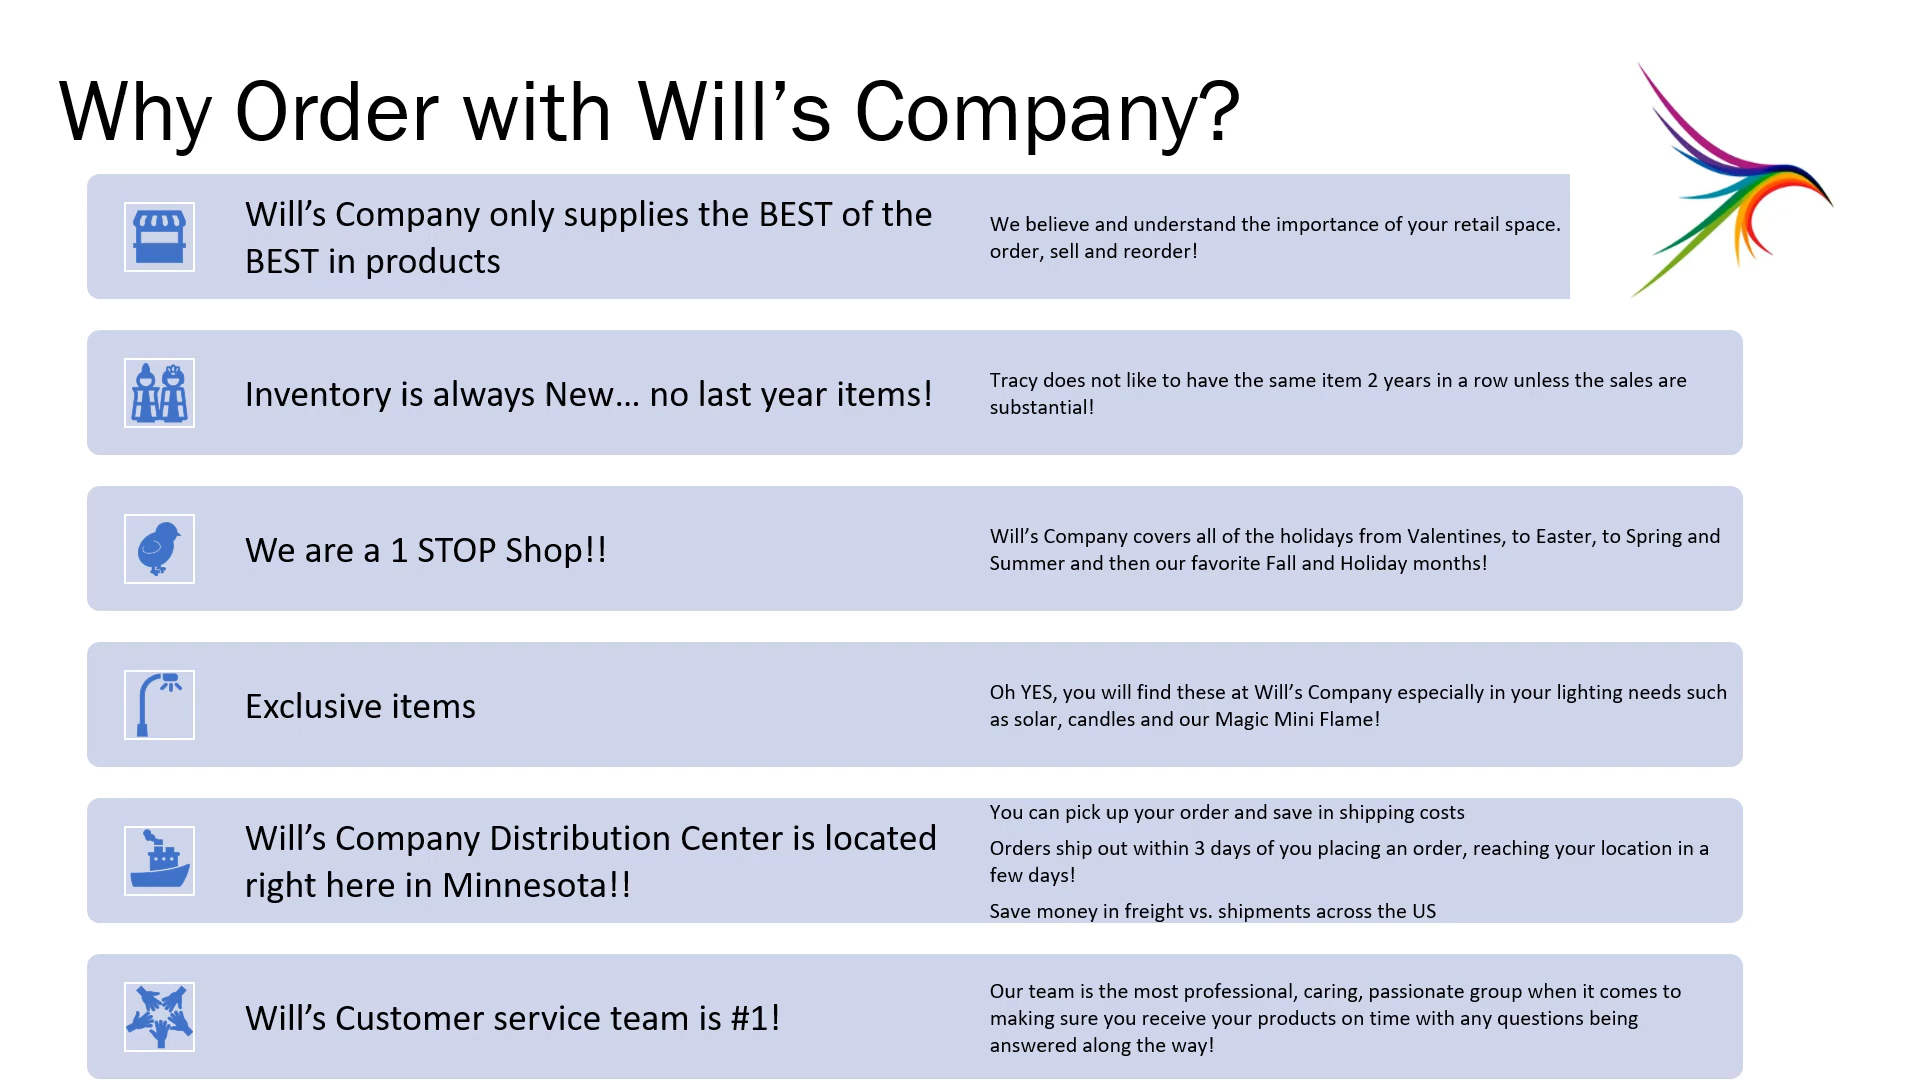 Why Order with Will’s Company?
Will’s Company only supplies the BEST of the
BEST in products
We believe and understand the importance of your retail space.
order, sell and reorder!
Inventory is always New… no last year items!
Tracy does not like to have the same item 2 years in a row unless the sales are
substantial!
We are a 1 STOP Shop!!
Will’s Company covers all of the holidays from Valentines, to Easter, to Spring and
Summer and then our favorite Fall and Holiday months!
Exclusive items
Oh YES, you will find these at Will’s Company especially in your lighting needs such
as solar, candles and our Magic Mini Flame!
Will’s Company Distribution Center is located
right here in Minnesota!!
You can pick up your order and save in shipping costs
Orders ship out within 3 days of you placing an order, reaching your location in a
few days!
Save money in freight vs. shipments across the US
Will’s Customer service team is #1!
Our team is the most professional, caring, passionate group when it comes to
making sure you receive your products on time with any questions being
answered along the way!